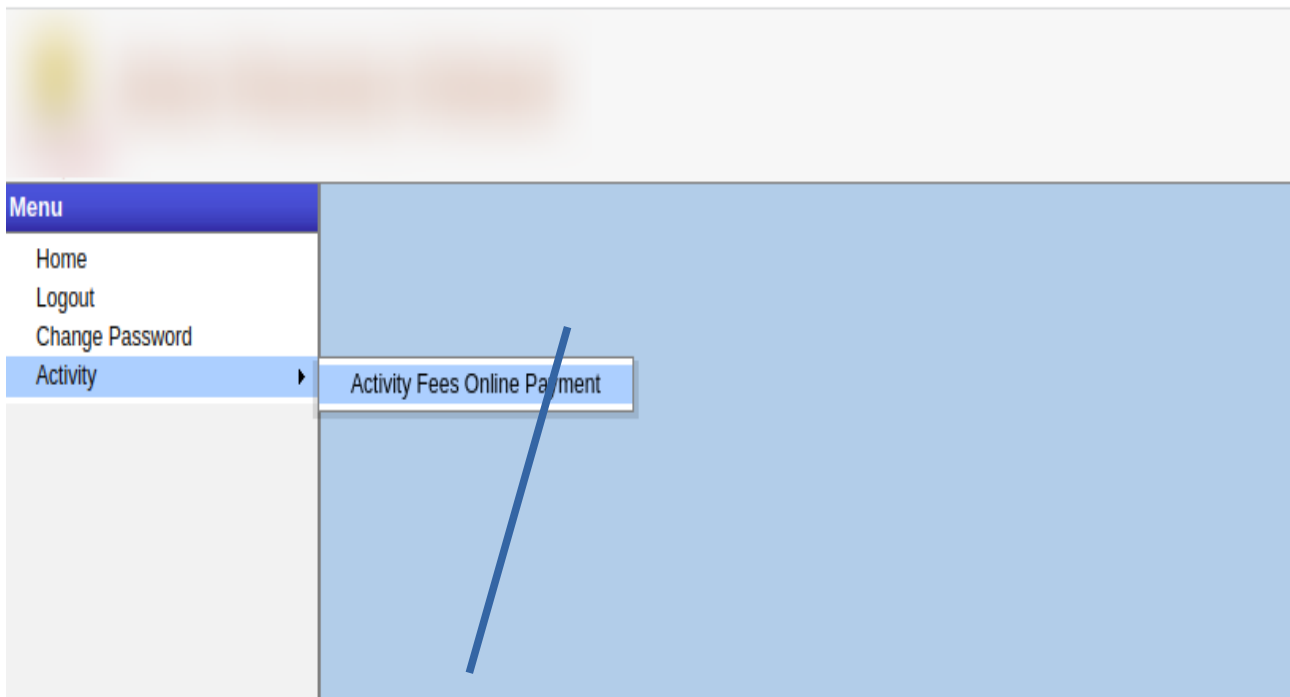 Menu
Home
Logout
Change Password
Activity
Activity Fees Online Payment